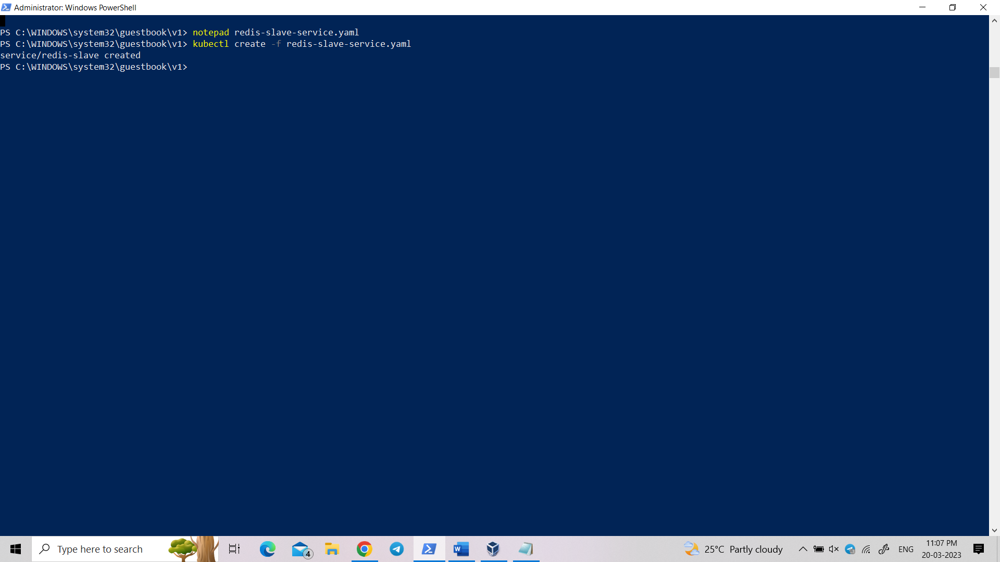 Administrator: Windows PowerShell
PS C:\WINDOWS\system32\guestbook\v1> notepad redis-slave-service.yaml
PS C:\WINDOWS\system32\guestbook\v1> kubectl create -f redis-slave-service.yaml
service/redis-slave created
PS C:\WINDOWS\system32\guestbook\v1>
Type here to search
4
25°C Partly cloudy
ENG
11:07 PM
20-03-2023